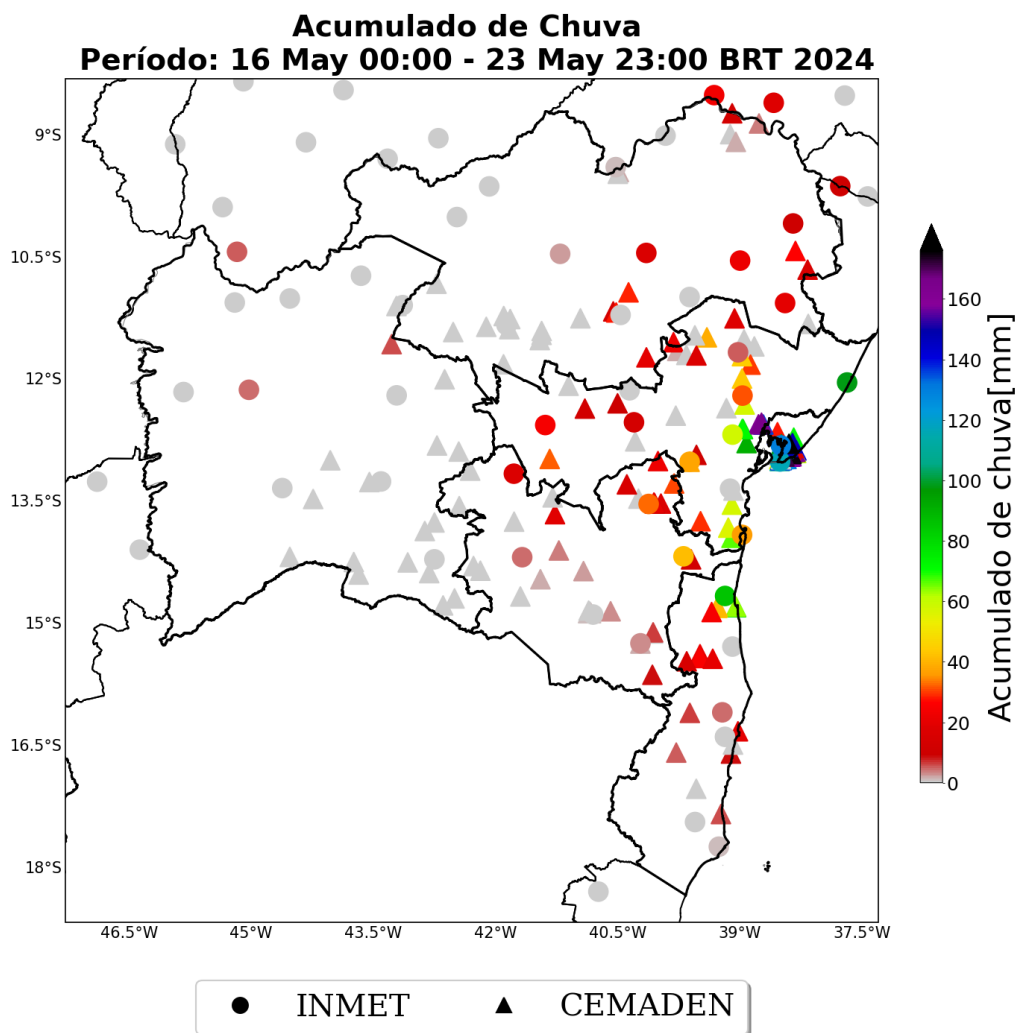 Acumulado de Chuva
Período: 16 May 00:00 - 23 May 23:00 BRT 2024
9°S
10.5°S
12°S
13.5°S
15°S
16.5°S
18°S
46.5°W 45°W 43.5°W 42°W 40.5°W 39°W 37.5°W
160
140
120
100
80
60
40
20
0
Acumulado de chuva[mm]
INMET CEMADEN